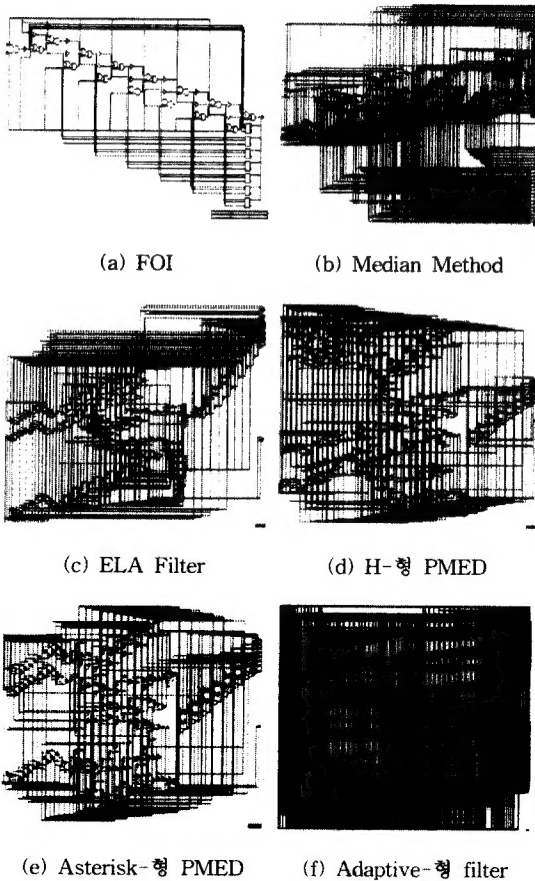 (a) FOI
(b) Median Method
(c) ELA Filter
(d) H-형 PMED
(e) Asterisk-형 PMED
(f) Adaptive-형 filter